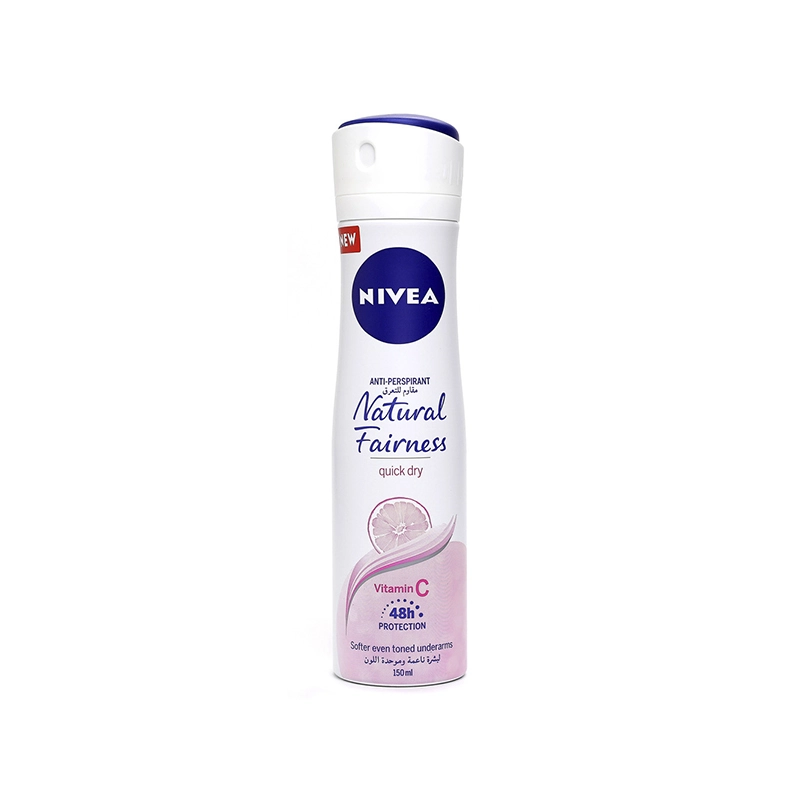 NEW
NIVEA
ANTI-PERSPIRANT
مقاوم للتعرق
Natural
Fairness
quick dry
Vitamin C
48h
PROTECTION
Softer even toned underarms
لبشرة ناعمة وموحدة اللون
150 ml